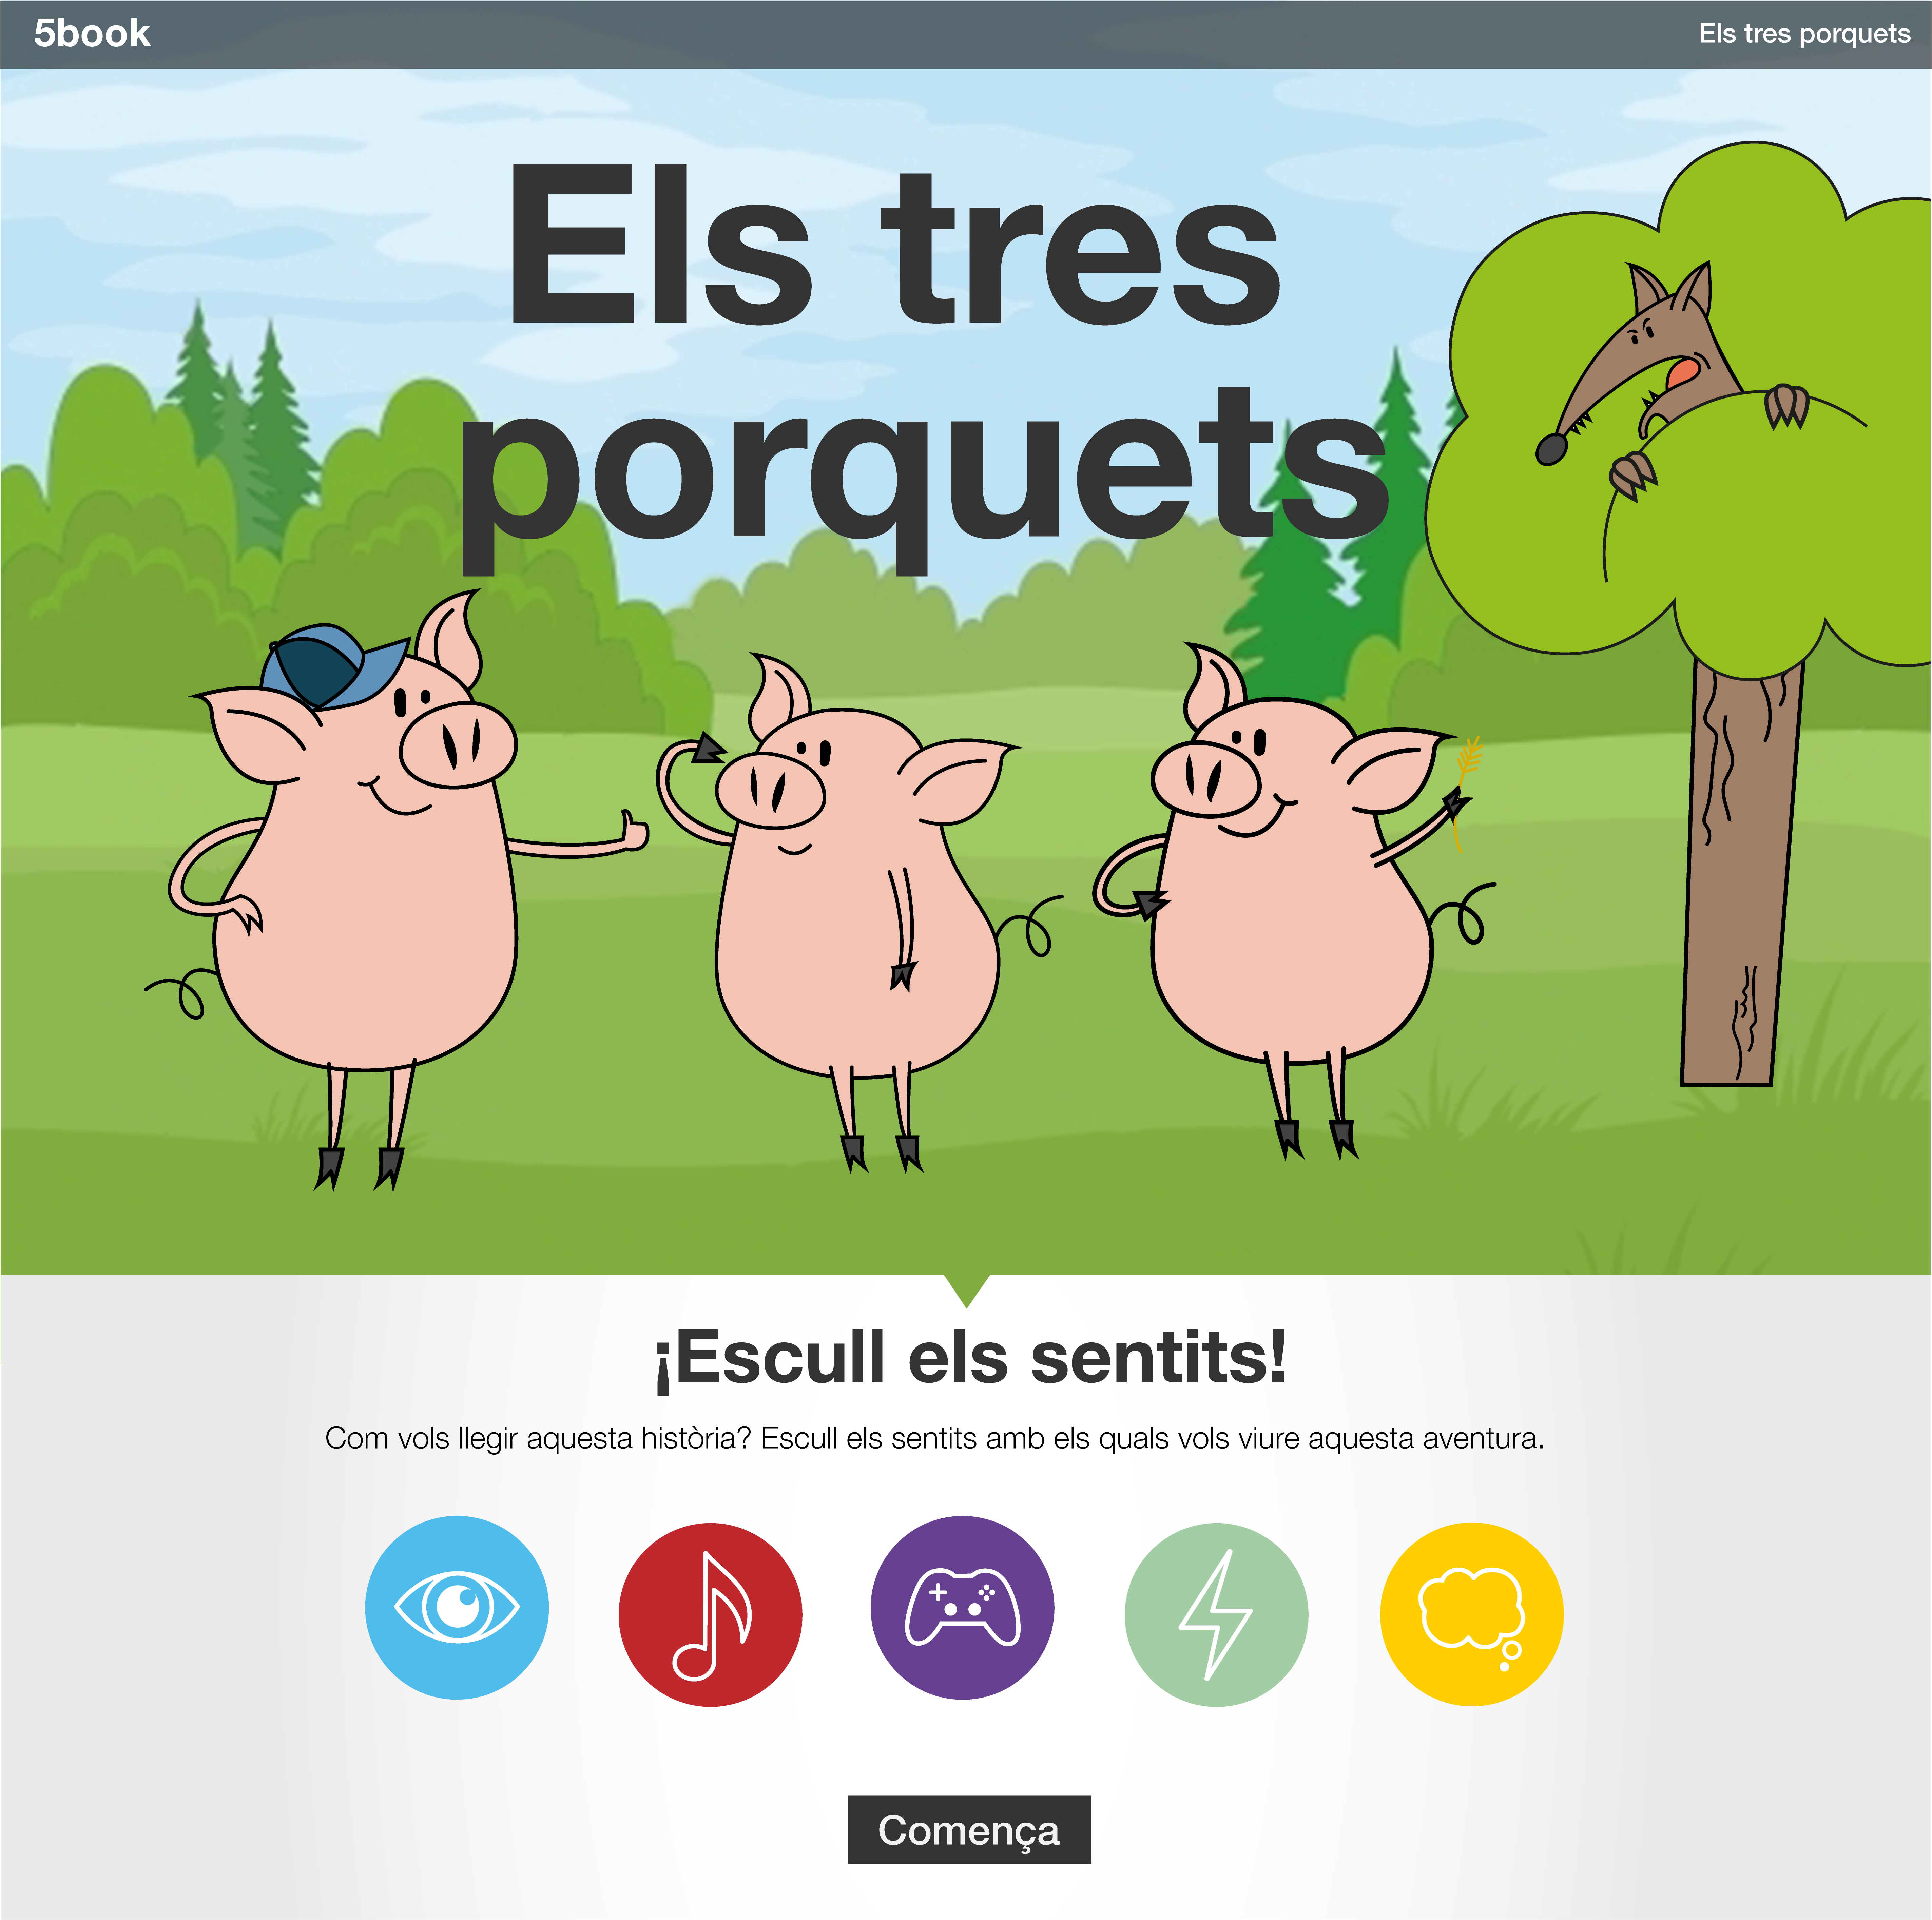 5book
Els tres porquets
Els tres
porquets
¡Escull els sentits!
Com vols llegir aquesta història? Escull els sentits amb els quals vols viure aquesta aventura.
Comença